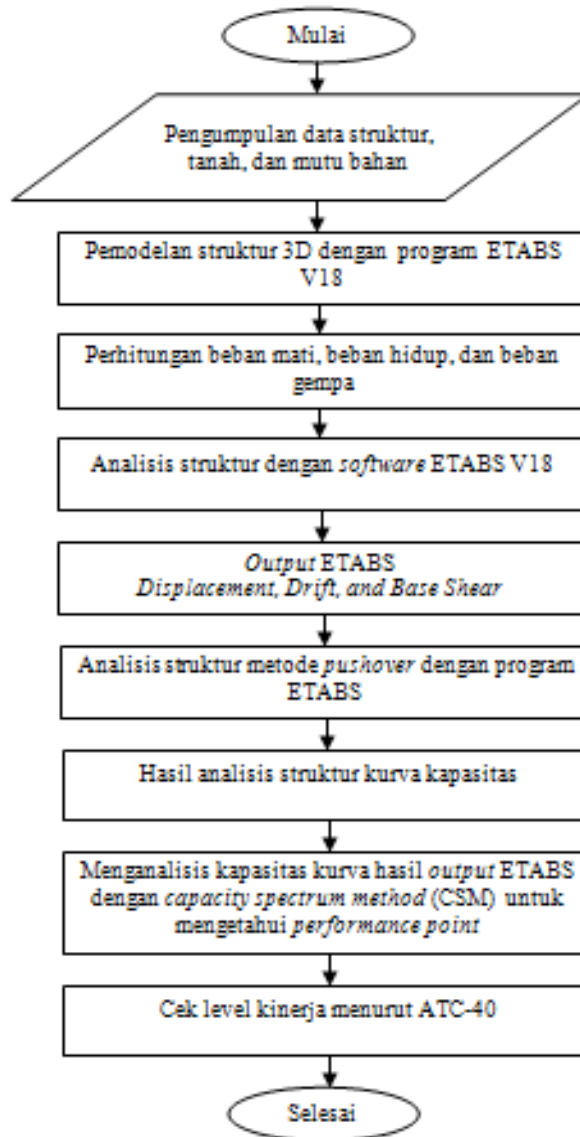 Mulai
Pengumpulan data struktur,
tanah, dan mutu bahan
Pemodelan struktur 3D dengan program ETABS
V18
Perhitungan beban mati, beban hidup, dan beban
gempa
Analisis struktur dengan software ETABS V18
Output ETABS
Displacement, Drift, and Base Shear
Analisis struktur metode pushover dengan program
ETABS
Hasil analisis struktur kurva kapasitas
Menganalisis kapasitas kurva hasil output ETABS
dengan capacity spectrum method (CSM) untuk
mengetahui performance point
Cek level kinerja menurut ATC-40
Selesai